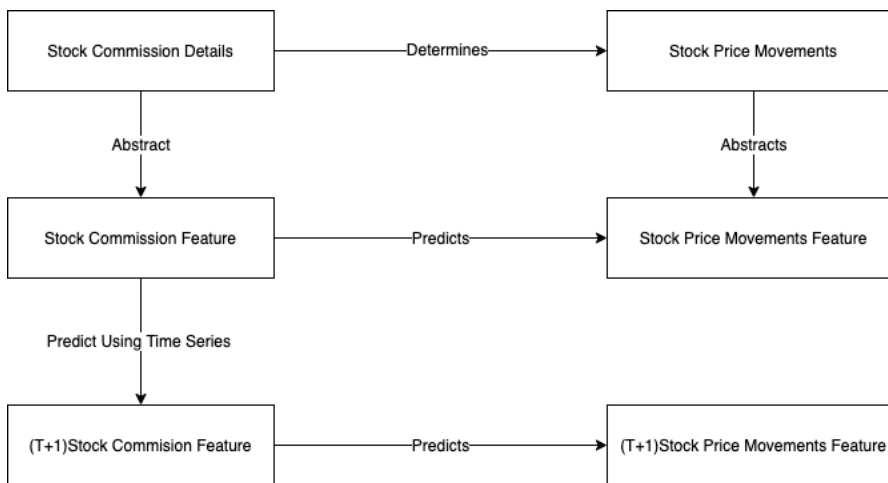 Stock Commission Details
Determines
Stock Price Movements
Abstract
Abstracts
Stock Commission Feature
Predicts
Stock Price Movements Feature
Predict Using Time Series
(T+1)Stock Commision Feature
Predicts
(T+1)Stock Price Movements Feature